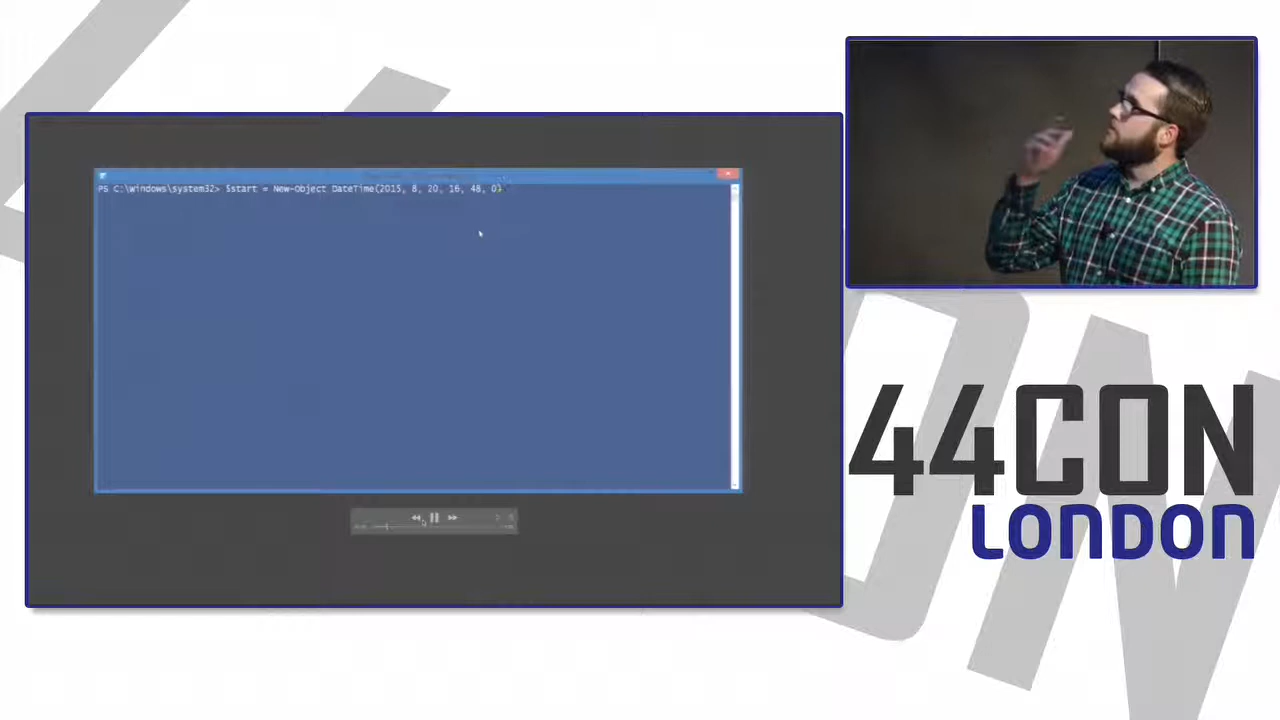 PS C:\Windows\system32> $start = New-Object DateTime(2015, 8, 20, 16, 48, 0)
44CON
LONDON